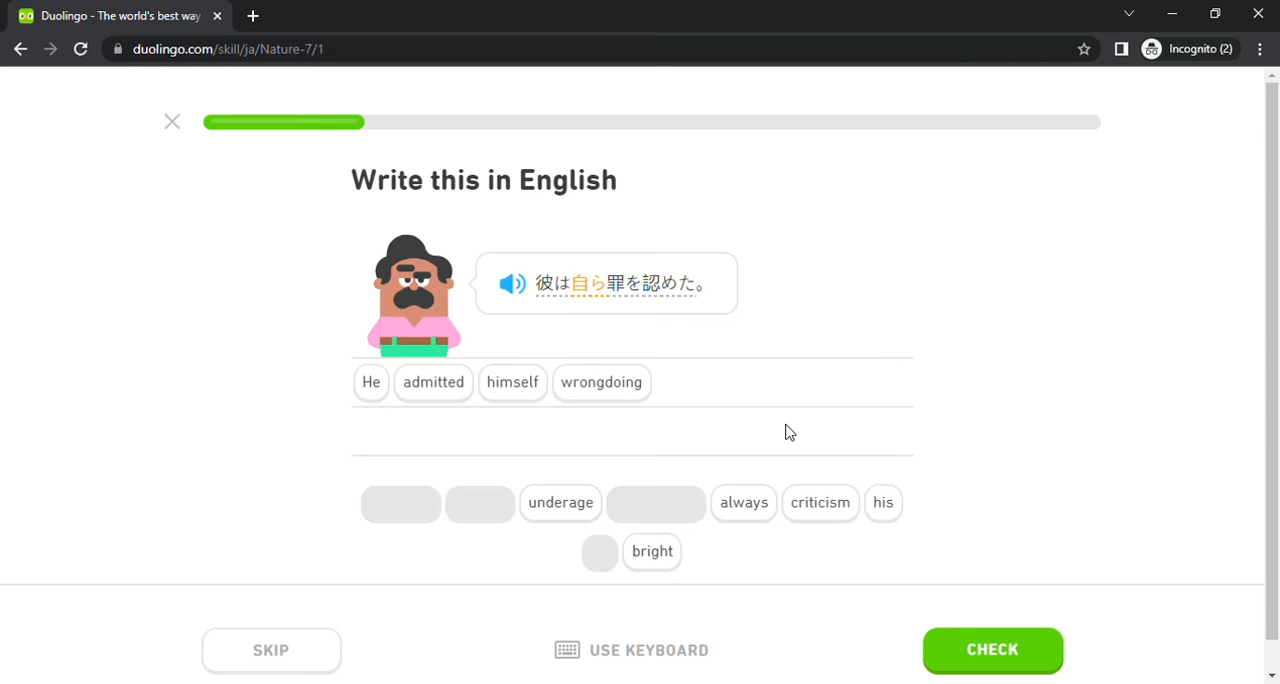 Duolingo - The world's best way
duolingo.com/skill/ja/Nature-7/1
Incognito (2)
Write this in English
彼は自ら罪を認めた。
He admitted himself wrongdoing
underage always criticism his
bright
SKIP USE KEYBOARD CHECK